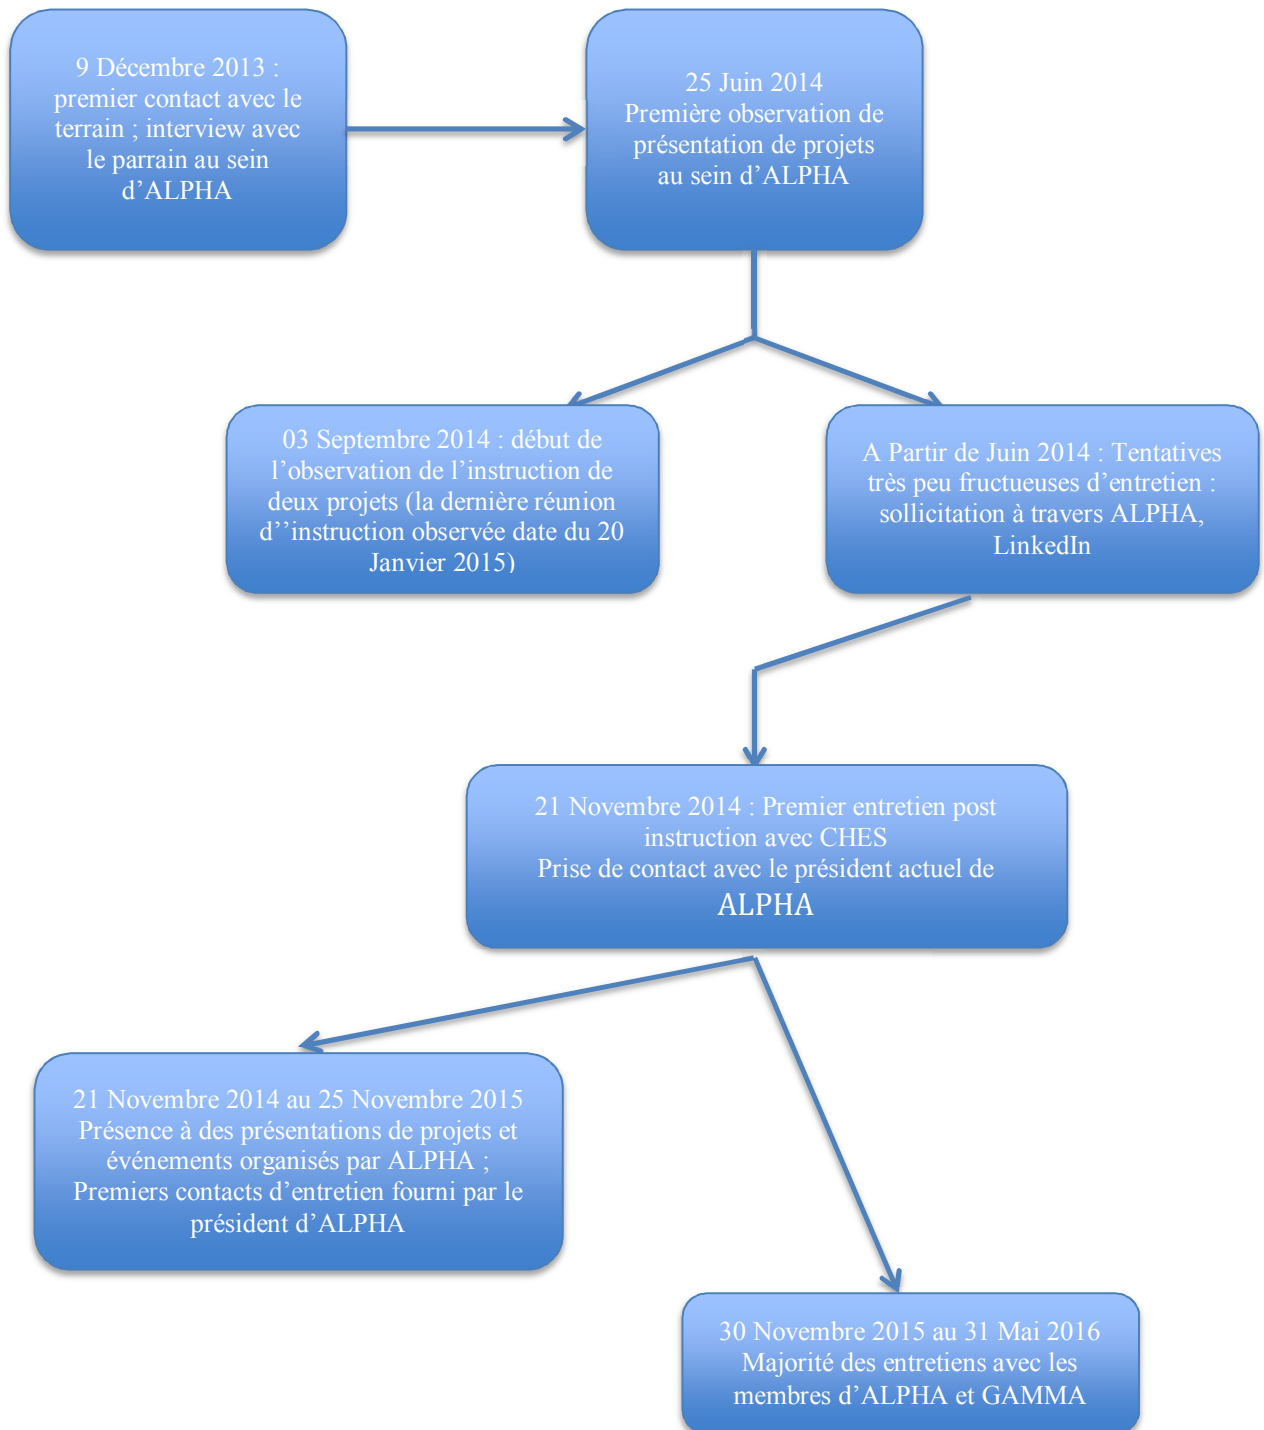 9 Décembre 2013 :
premier contact avec le
terrain ; interview avec
le parrain au sein
d’ALPHA
25 Juin 2014
Première observation de
présentation de projets
au sein d’ALPHA
03 Septembre 2014 : début de
l’observation de l’instruction de
deux projets (la dernière réunion
d’’instruction observée date du 20
Janvier 2015)
A Partir de Juin 2014 : Tentatives
très peu fructueuses d’entretien :
sollicitation à travers ALPHA,
LinkedIn
21 Novembre 2014 : Premier entretien post
instruction avec CHES
Prise de contact avec le président actuel de
ALPHA
21 Novembre 2014 au 25 Novembre 2015
Présence à des présentations de projets et
événements organisés par ALPHA ;
Premiers contacts d’entretien fourni par le
président d’ALPHA
30 Novembre 2015 au 31 Mai 2016
Majorité des entretiens avec les
membres d’ALPHA et GAMMA